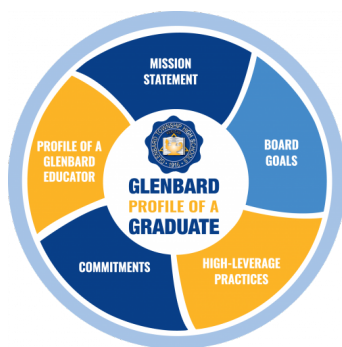 MISSION
STATEMENT
BOARD
GOALS
HIGH-LEVERAGE
PRACTICES
COMMITMENTS
PROFILE OF A
GLENBARD
EDUCATOR
GLENBARD
PROFILE OF A
GRADUATE